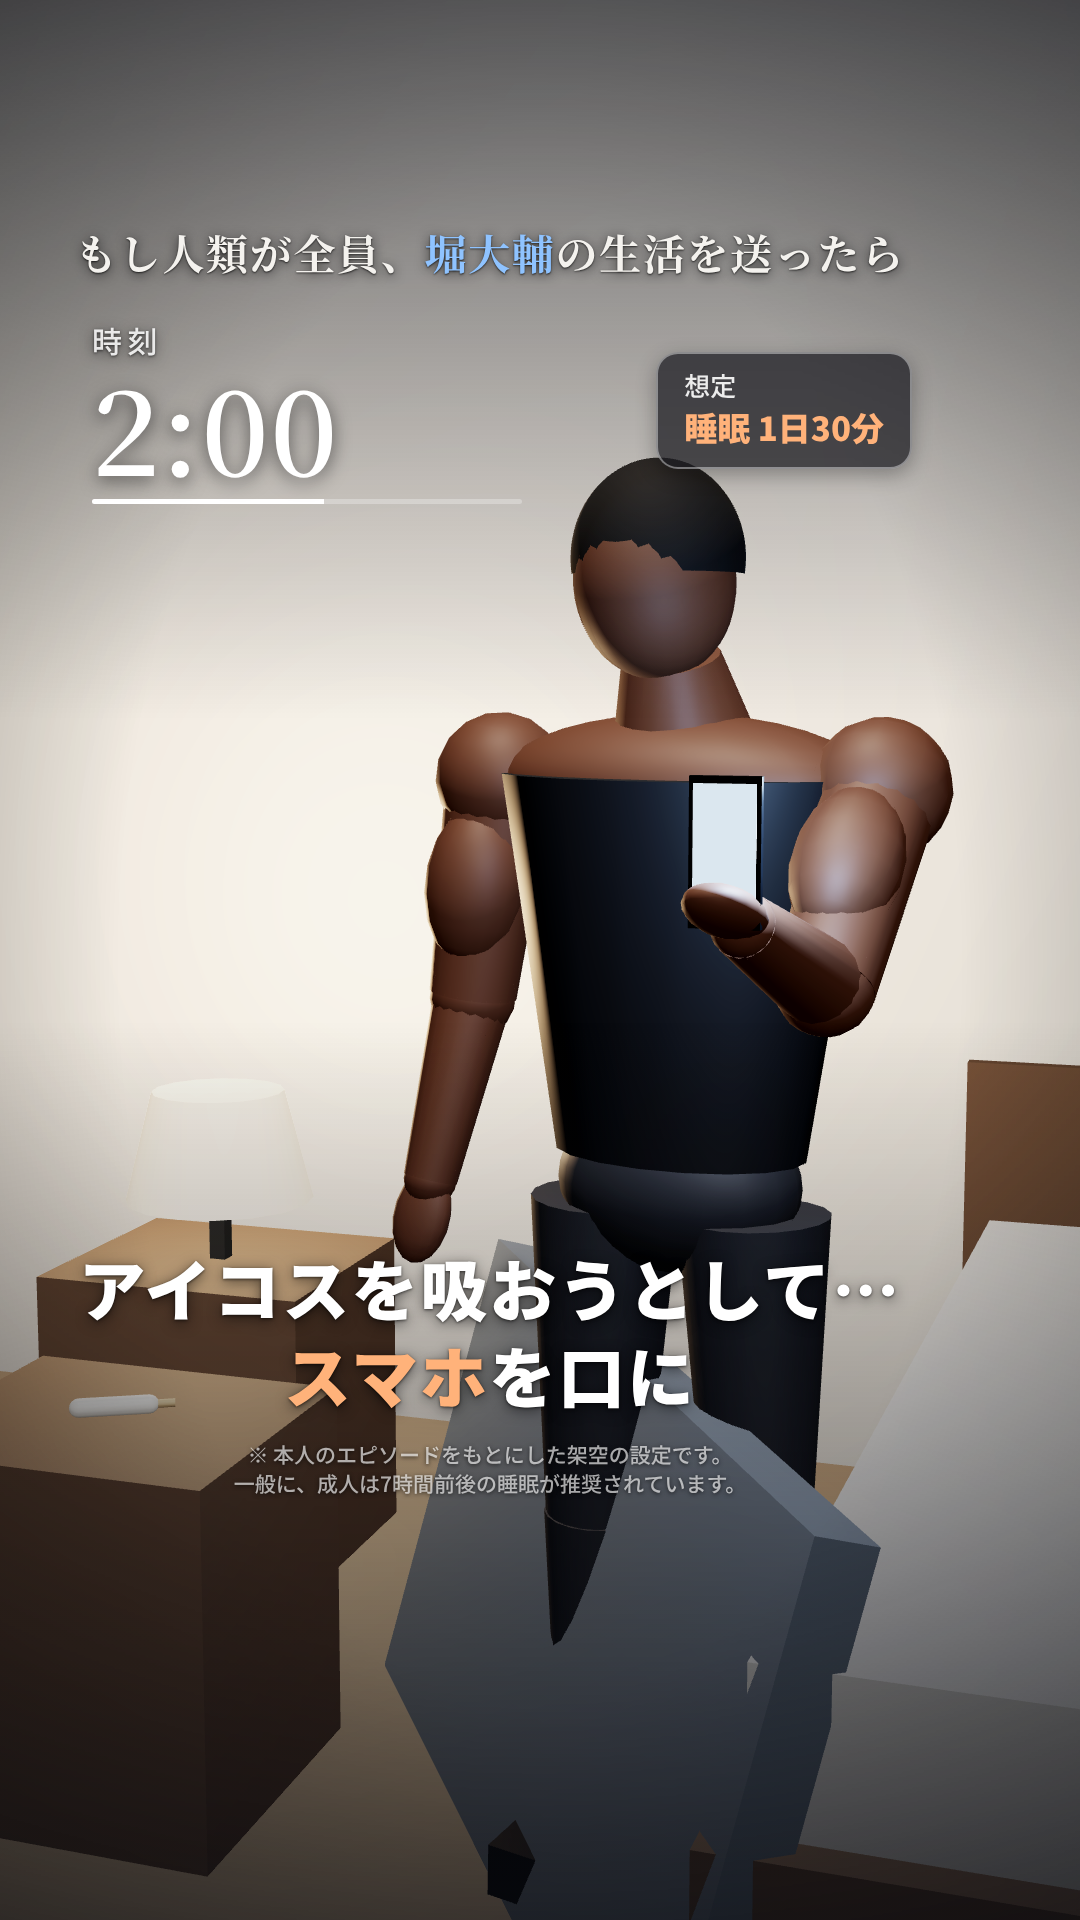 もし人類が全員、堀大輔の生活を送ったら
時刻
2:00
想定
睡眠 1日30分
アイコスを吸おうとして…
スマホを口に
※ 本人のエピソードをもとにした架空の設定です。
一般に、成人は7時間前後の睡眠が推奨されています。